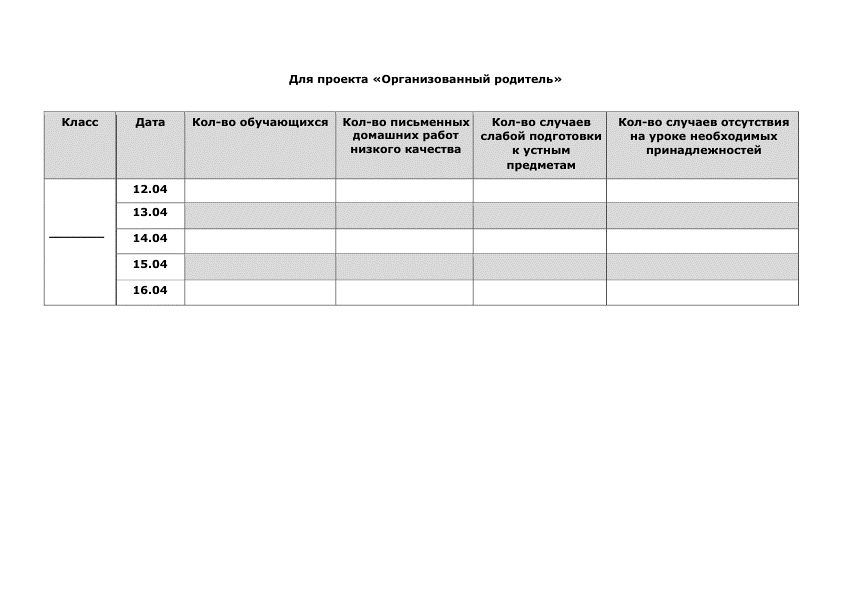 Для проекта «Организованный родитель»
Класс
Дата
Кол-во обучающихся
Кол-во письменных
домашних работ
низкого качества
Кол-во случаев
слабой подготовки
к устным
предметам
Кол-во случаев отсутствия
на уроке необходимых
принадлежностей
12.04
13.04
________
14.04
15.04
16.04